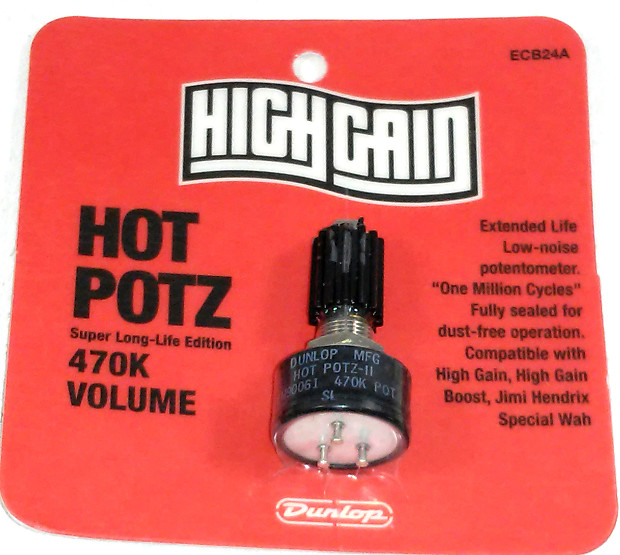 ECB24A
HIGH GAIN
HOT
POTZ
Super Long-Life Edition
470K
VOLUME
Extended Life
Low-noise
potentometer.
"One Million Cycles"
Fully sealed for
dust-free operation.
Compatible with
High Gain, High Gain
Boost, Jimi Hendrix
Special Wah
DUNLOP MFG
HOT POTZ-II
470K POT
Dunlop